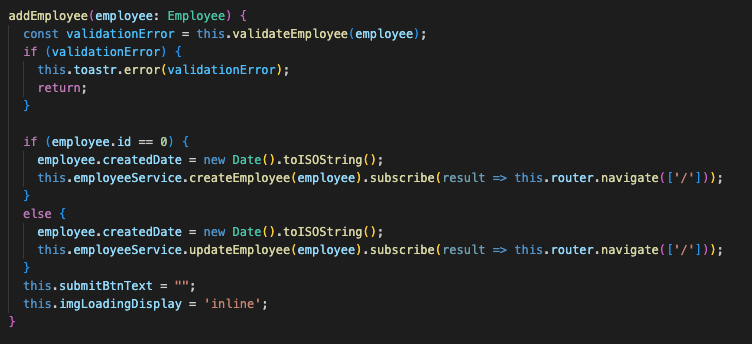 addEmployee(employee: Employee) {
  const validationError = this.validateEmployee(employee);
  if (validationError) {
    this.toastr.error(validationError);
    return;
  }

  if (employee.id == 0) {
    employee.createdDate = new Date().toISOString();
    this.employeeService.createEmployee(employee).subscribe(result => this.router.navigate(['/']));
  }
  else {
    employee.createdDate = new Date().toISOString();
    this.employeeService.updateEmployee(employee).subscribe(result => this.router.navigate(['/']));
  }
  this.submitBtnText = "";
  this.imgLoadingDisplay = 'inline';
}